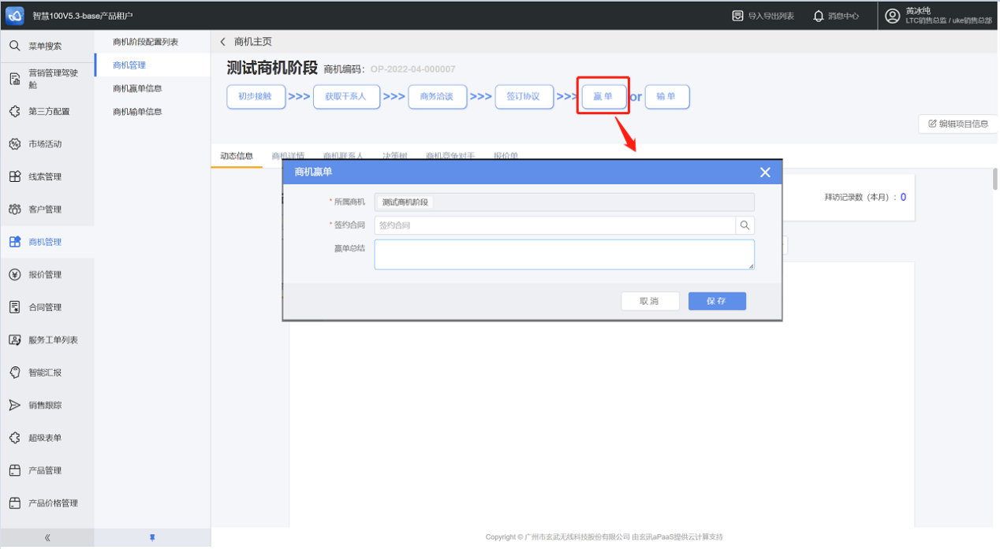 智慧100V5.3-base产品租户
导入导出列表
消息中心
黄冰纯
LTC销售总监 / uke销售总部
菜单搜索
营销管理驾驶
舱
第三方配置
市场活动
线索管理
客户管理
商机管理
报价管理
合同管理
服务工单列表
智能汇报
销售跟踪
超级表单
产品管理
产品价格管理
商机阶段配置列表
商机管理
商机赢单信息
商机输单信息
商机主页
测试商机阶段 商机编码: OP-2022-04-000007
初步接触 >>> 获取干系人 >>> 商务洽谈 >>> 签订协议 >>> 赢 单 or 输 单
编辑项目信息
动态信息 商机详情 商机联系人 决策树 商机竞争对手 报价单
拜访记录数 (本月) : 0
商机赢单
* 所属商机 测试商机阶段
* 签约合同 签约合同
赢单总结
取 消 保 存
Copyright © 广州市玄武无线科技股份有限公司 由玄讯aPaaS提供云计算支持